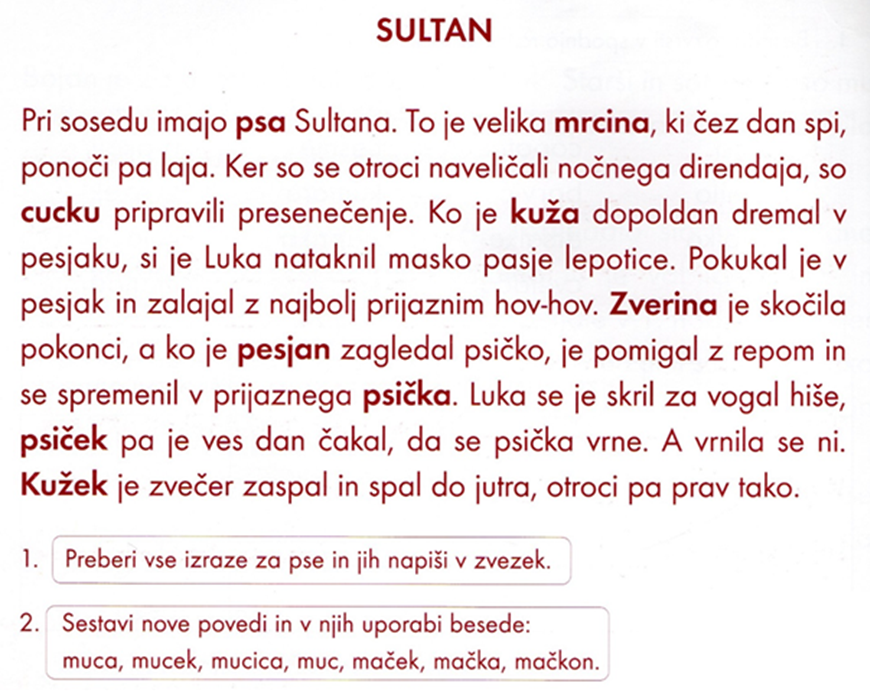 SULTAN
Pri sosedu imajo psa Sultana. To je velika mrcina, ki čez dan spi,
ponoči pa laja. Ker so se otroci naveličali nočnega direndaja, so
cucku pripravili presenečenje. Ko je kuža dopoldan dremal v
pesjaku, si je Luka nataknil masko pasje lepotice. Pokukal je v
pesjak in zalajal z najbolj prijaznim hov-hov. Zverina je skočila
pokonci, a ko je pesjan zagledal psičko, je pomigal z repom in
se spremenil v prijaznega psička. Luka se je skril za vogal hiše,
psiček pa je ves dan čakal, da se psička vrne. A vrnila se ni.
Kužek je zvečer zaspal in spal do jutra, otroci pa prav tako.
1. Preberi vse izraze za pse in jih napiši v zvezek.
2. Sestavi nove povedi in v njih uporabi besede:
muca, mucek, mucica, muc, maček, mačka, mačkon.